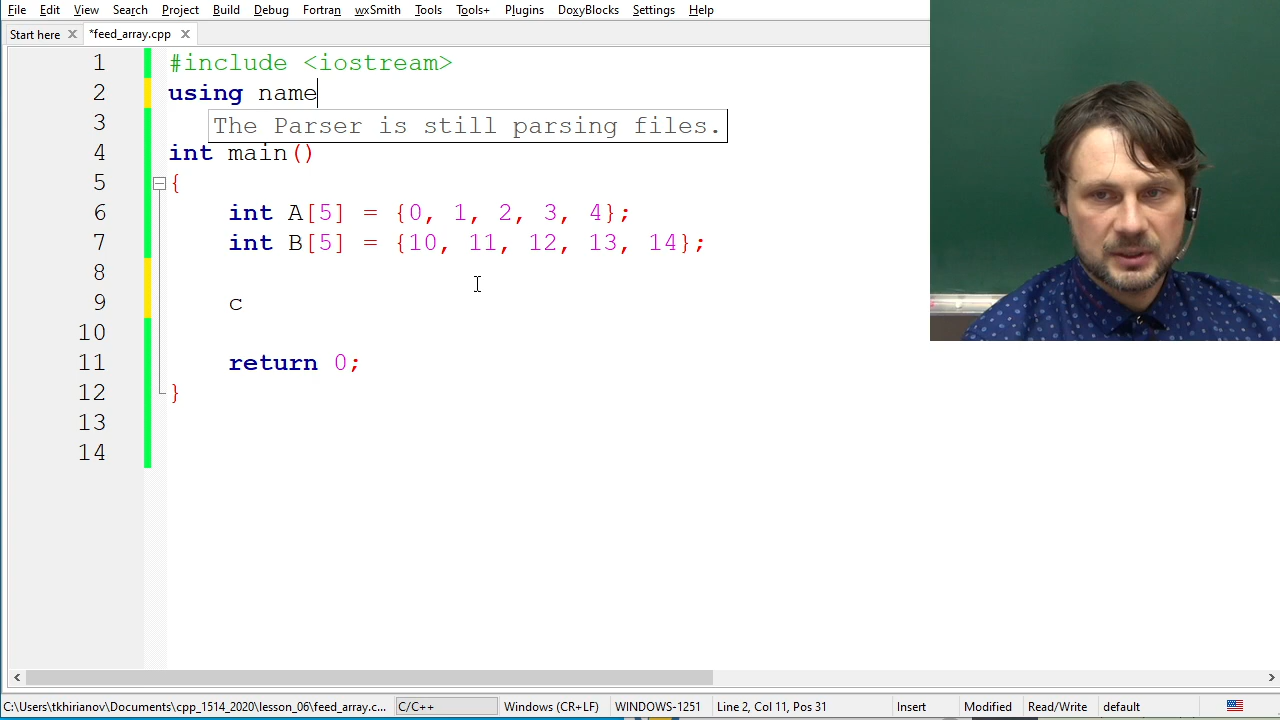 File Edit View Search Project Build Debug Fortran wxSmith Tools Tools+ Plugins DoxyBlocks Settings Help
Start here *feed_array.cpp
1 #include <iostream>
2 using name
3 The Parser is still parsing files.
4 int main()
5 {
6 int A[5] = {0, 1, 2, 3, 4};
7 int B[5] = {10, 11, 12, 13, 14};
8
9 c
10
11 return 0;
12 }
13
14
C:\Users\tkhirianov\Documents\cpp_1514_2020\lesson_06\feed_array.c... C/C++ Windows (CR+LF) WINDOWS-1251 Line 2, Col 11, Pos 31 Insert Modified Read/Write default